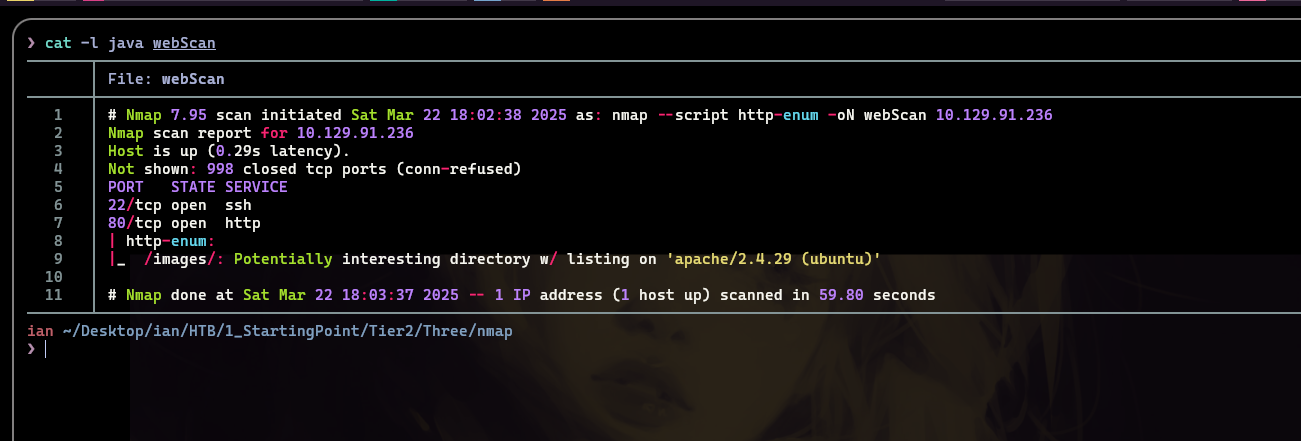 ❯ cat -l java webScan
File: webScan
1 # Nmap 7.95 scan initiated Sat Mar 22 18:02:38 2025 as: nmap --script http-enum -oN webScan 10.129.91.236
2 Nmap scan report for 10.129.91.236
3 Host is up (0.29s latency).
4 Not shown: 998 closed tcp ports (conn-refused)
5 PORT   STATE SERVICE
6 22/tcp open  ssh
7 80/tcp open  http
8 | http-enum:
9 |_  /images/: Potentially interesting directory w/ listing on 'apache/2.4.29 (ubuntu)'
10
11 # Nmap done at Sat Mar 22 18:03:37 2025 -- 1 IP address (1 host up) scanned in 59.80 seconds
ian ~/Desktop/ian/HTB/1_StartingPoint/Tier2/Three/nmap
❯